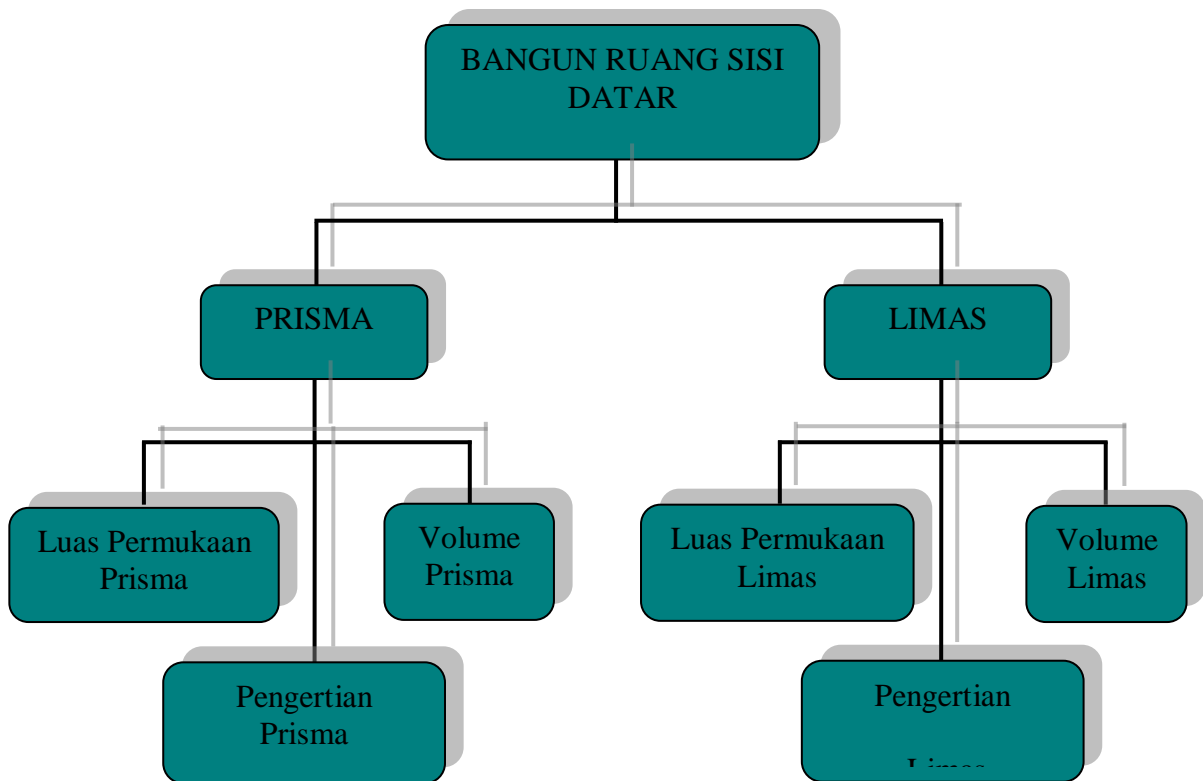 BANGUN RUANG SISI
DATAR
PRISMA
LIMAS
Luas Permukaan
Prisma
Volume
Prisma
Luas Permukaan
Limas
Volume
Limas
Pengertian
Prisma
Pengertian
Limas